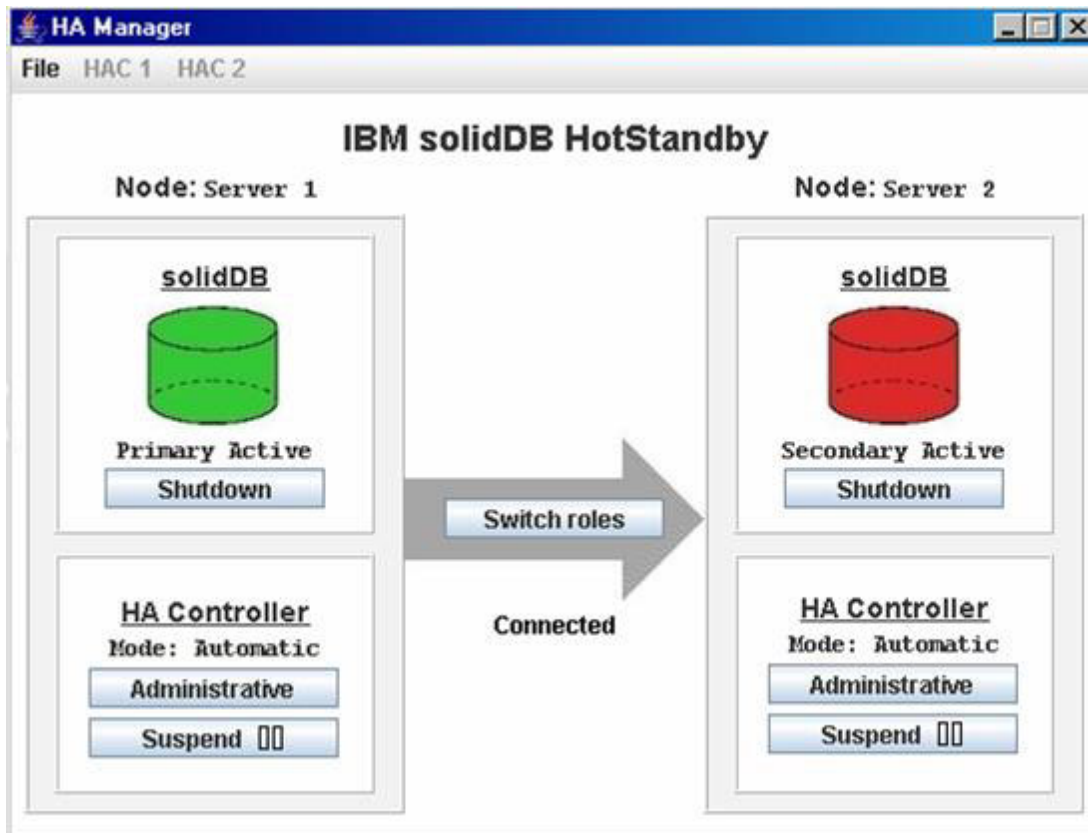 HA Manager
File HAC 1 HAC 2
IBM solidDB HotStandby
Node: Server 1
solidDB
Primary Active
Shutdown
HA Controller
Mode: Automatic
Administrative
Suspend
Switch roles
Connected
Node: Server 2
solidDB
Secondary Active
Shutdown
HA Controller
Mode: Automatic
Administrative
Suspend